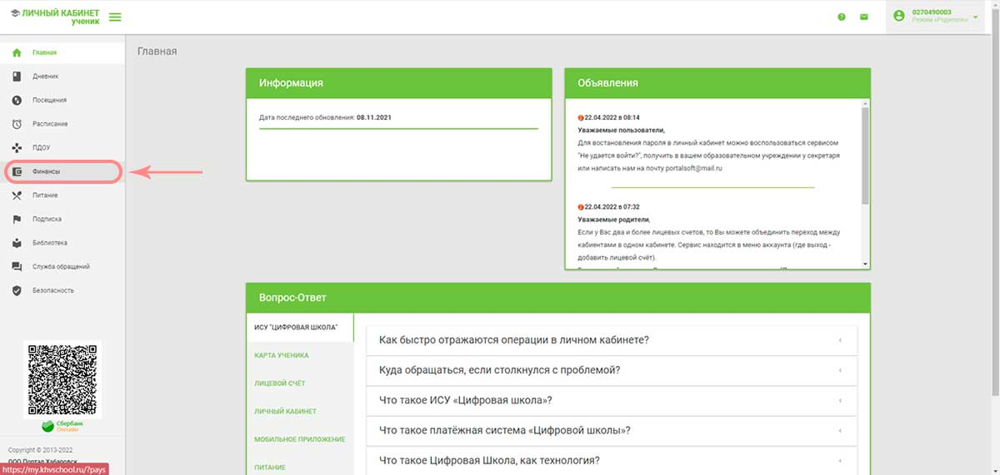 ЛИЧНЫЙ КАБИНЕТ
ученик
0270490003
Режим «Родитель»
Главная
Дневник
Посещения
Расписание
ПДОУ
Финансы
Питание
Подписка
Библиотека
Служба обращений
Безопасность
Сбербанк
Онлайн
Copyright © 2013-2022
ООО Портал Хабаровск
https://my.khvschool.ru/?pays
Главная
Информация
Дата последнего обновления: 08.11.2021
Объявления
22.04.2022 в 08:14
Уважаемые пользователи,
Для востановления пароля в личный кабинет можно воспользоваться сервисом
"Не удается войти?", получить в вашем образовательном учреждении у секретаря
или написать нам на почту portalsoft@mail.ru
22.04.2022 в 07:32
Уважаемые родители,
Если у Вас два и более лицевых счетов, то Вы можете объединить переход между
кабиентами в одном кабинете. Сервис находится в меню аккаунта (где выход -
добавить лицевой счёт).
Вопрос-Ответ
ИСУ "ЦИФРОВАЯ ШКОЛА"
КАРТА УЧЕНИКА
ЛИЦЕВОЙ СЧЁТ
ЛИЧНЫЙ КАБИНЕТ
МОБИЛЬНОЕ ПРИЛОЖЕНИЕ
ПИТАНИЕ
Как быстро отражаются операции в личном кабинете?
Куда обращаться, если столкнулся с проблемой?
Что такое ИСУ «Цифровая школа»?
Что такое платёжная система «Цифровой школы»?
Что такое Цифровая Школа, как технология?